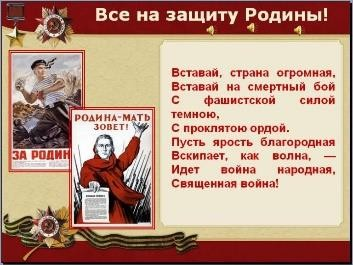 Все на защиту Родины!
ЗА РОДИН
РОДИНА-МАТЬ
ЗОВЕТ!
Вставай, страна огромная,
Вставай на смертный бой
С фашистской силой
темною,
С проклятою ордой.
Пусть ярость благородная
Вскипает, как волна, —
Идет война народная,
Священная война!